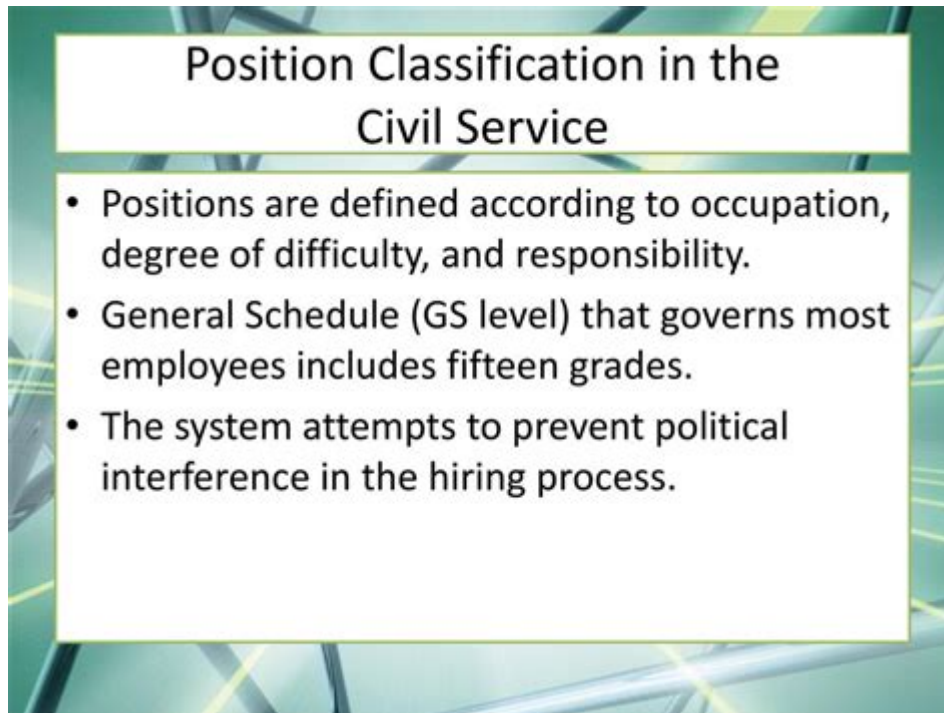 Position Classification in the
Civil Service
• Positions are defined according to occupation,
degree of difficulty, and responsibility.
• General Schedule (GS level) that governs most
employees includes fifteen grades.
• The system attempts to prevent political
interference in the hiring process.